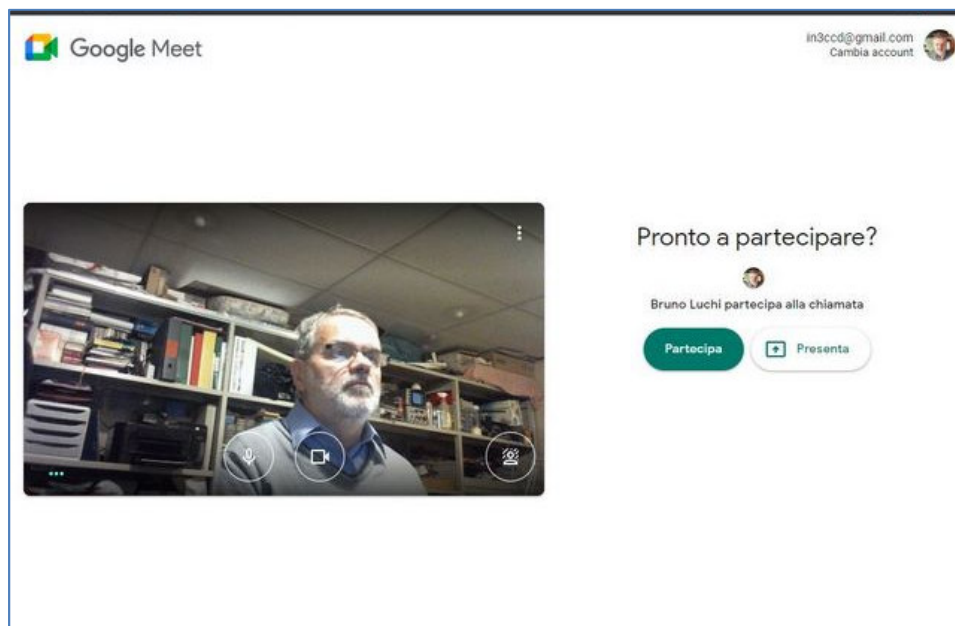 Google Meet
in3ccd@gmail.com
Cambia account
Pronto a partecipare?
Bruno Luchi partecipa alla chiamata
Partecipa
Presenta